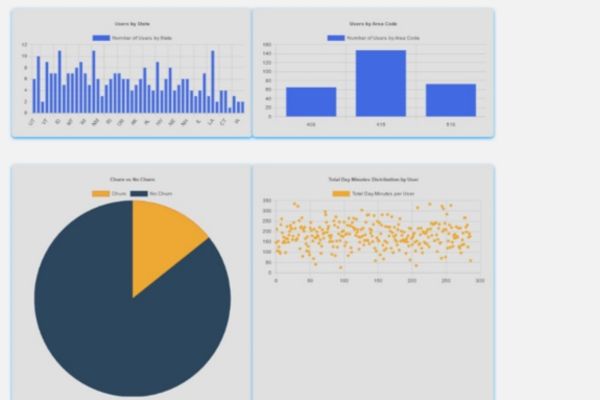 Users by State
Number of Users by State
12
10
8
6
4
2
0
Users by Area Code
Number of Users by Area Code
160
140
120
100
80
60
40
20
0
408
415
510
Churn vs No Churn
Churn
No Churn
Total Day Minutes Distribution by User
Total Day Minutes per User
350
300
250
200
150
100
50
0
0 50 100 150 200 250 300